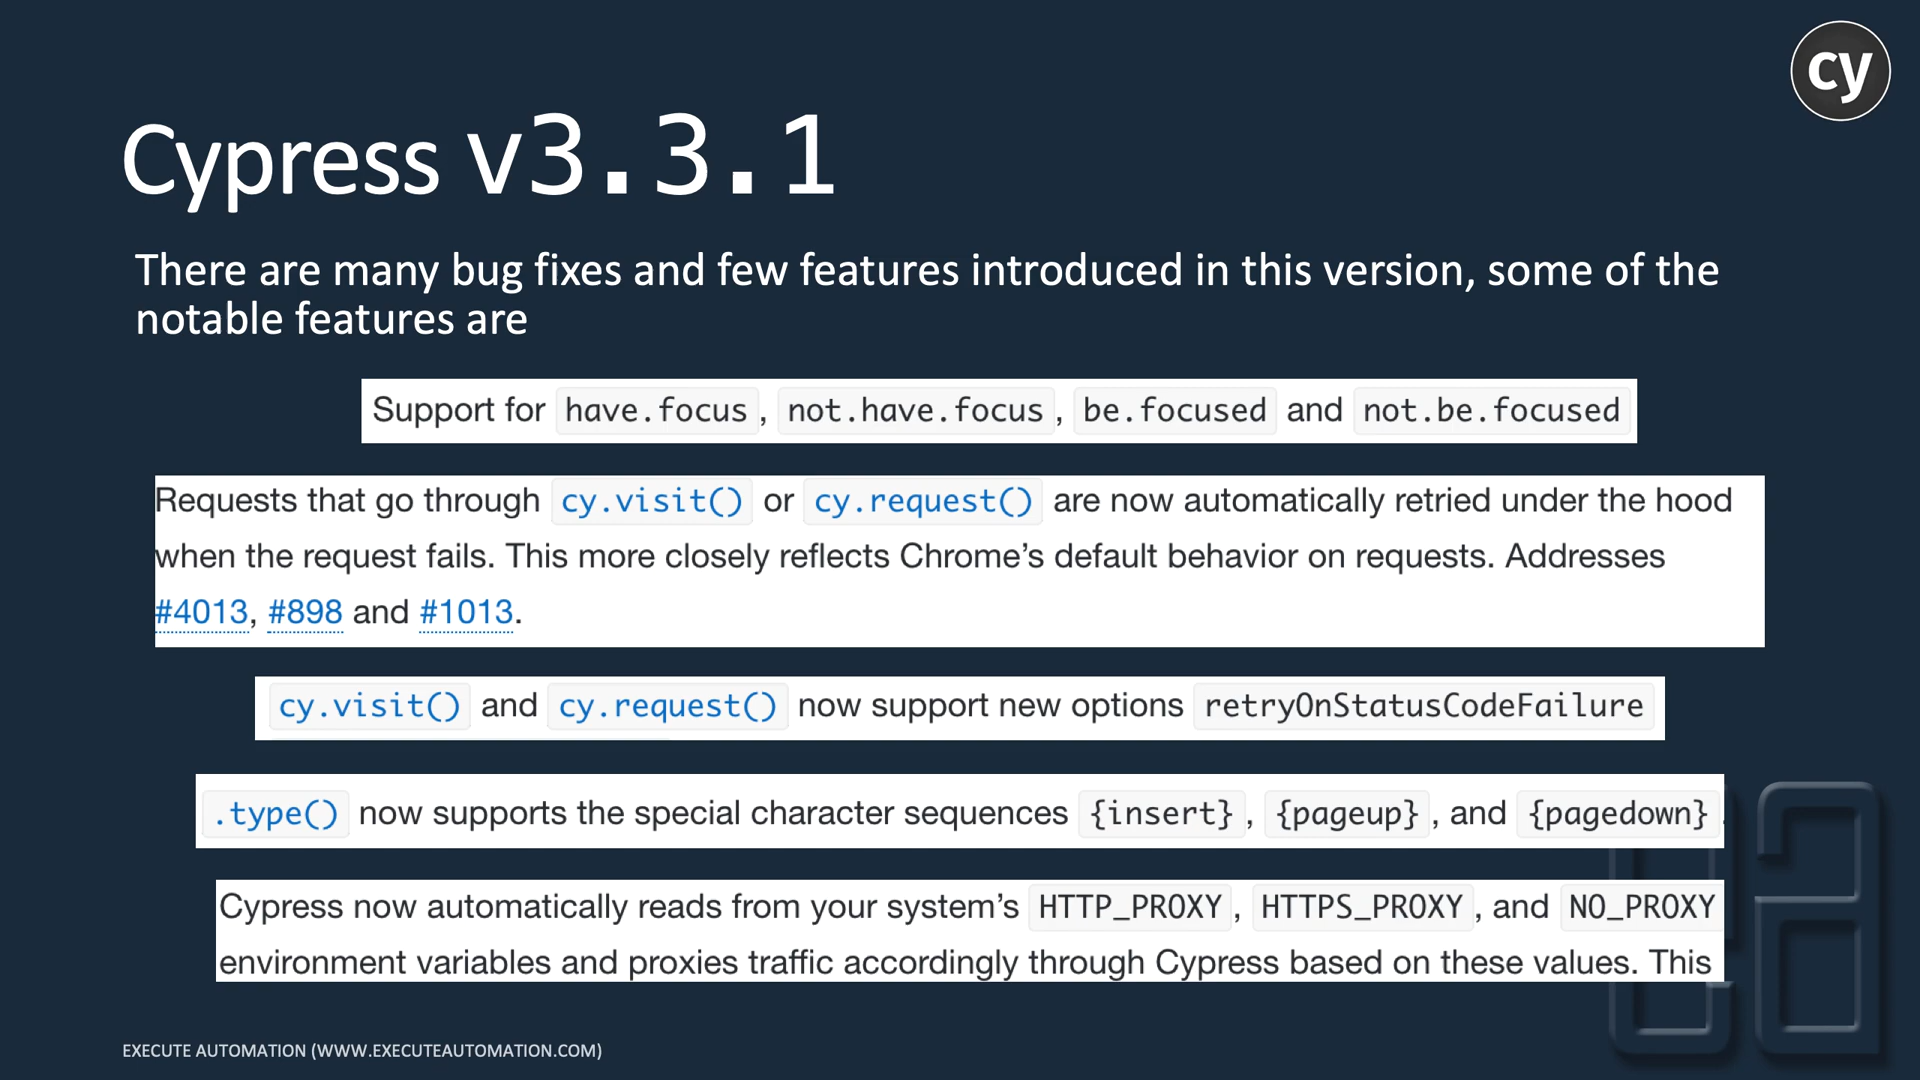 cy
Cypress v3.3.1
There are many bug fixes and few features introduced in this version, some of the
notable features are
Support for have.focus, not.have.focus, be.focused and not.be.focused
Requests that go through cy.visit() or cy.request() are now automatically retried under the hood
when the request fails. This more closely reflects Chrome’s default behavior on requests. Addresses
#4013, #898 and #1013.
cy.visit() and cy.request() now support new options retryOnStatusCodeFailure
.type() now supports the special character sequences {insert}, {pageup}, and {pagedown}.
Cypress now automatically reads from your system’s HTTP_PROXY, HTTPS_PROXY, and NO_PROXY
environment variables and proxies traffic accordingly through Cypress based on these values. This
ea
EXECUTE AUTOMATION (WWW.EXECUTEAUTOMATION.COM)